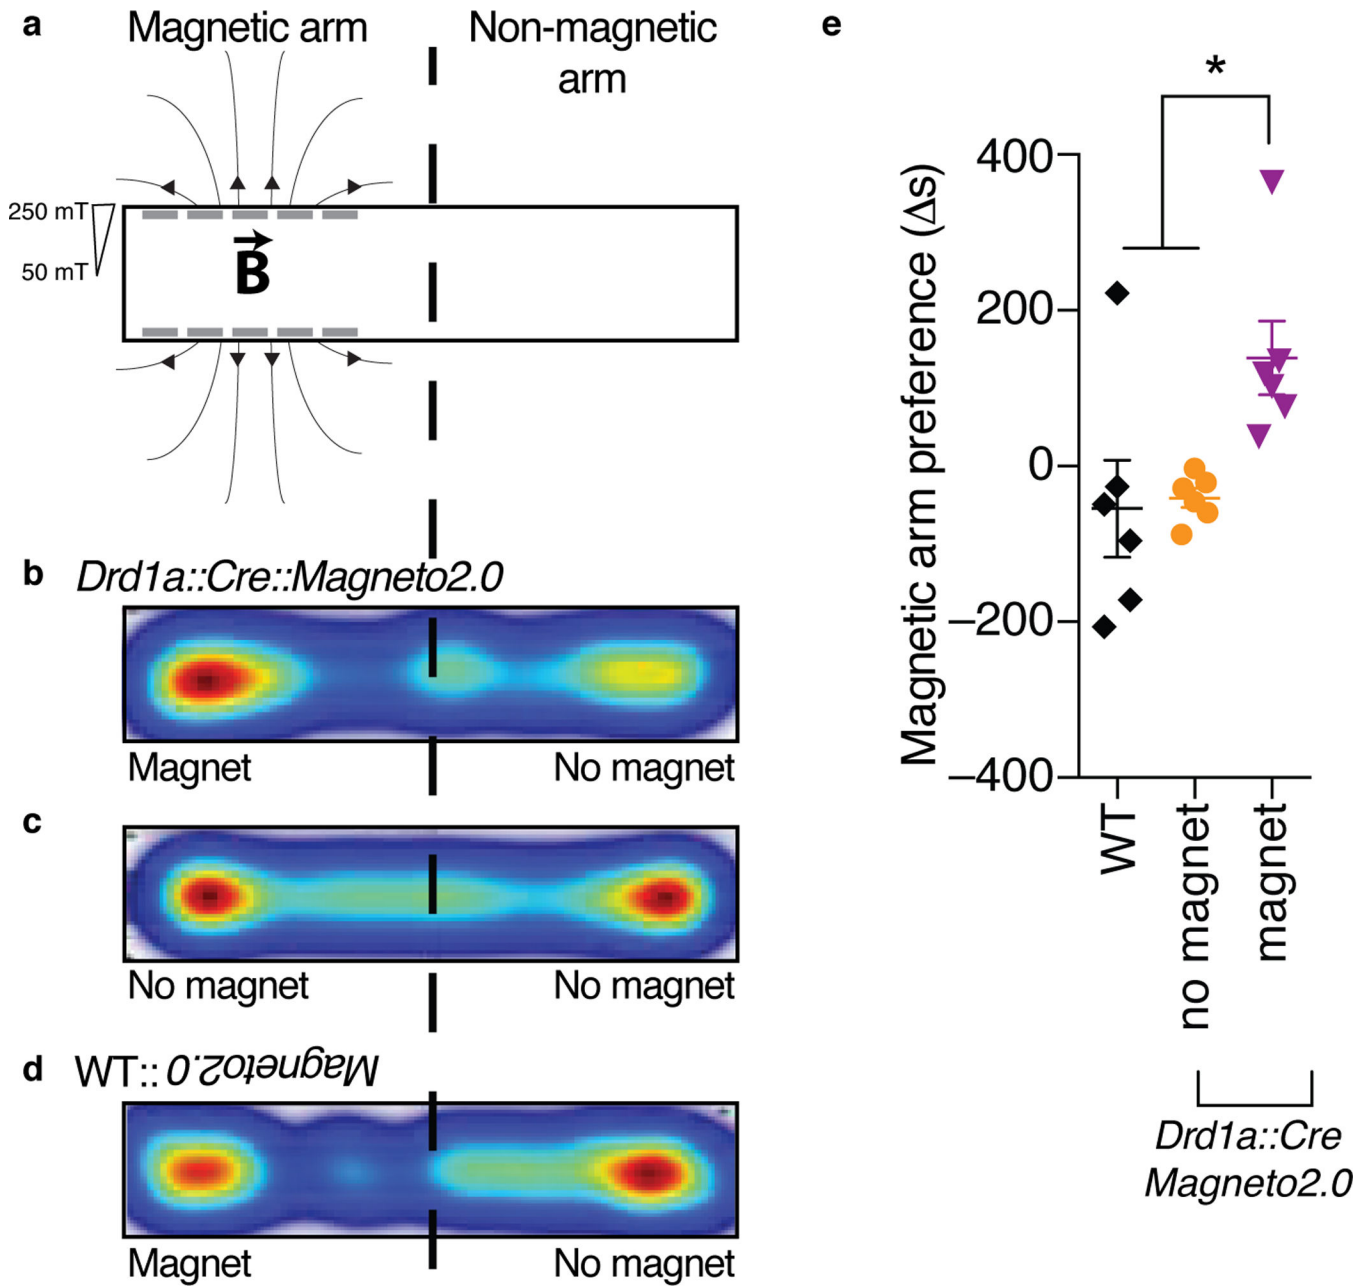 a
Magnetic arm
Non-magnetic
arm
250 mT
50 mT
B
b
Drd1a::Cre::Magneto2.0
Magnet
No magnet
c
No magnet
No magnet
d
WT::Magneto2.0
Magnet
No magnet
e
*
Magnetic arm preference (Δs)
400
200
0
–200
–400
WT
no magnet
magnet
Drd1a::Cre
Magneto2.0